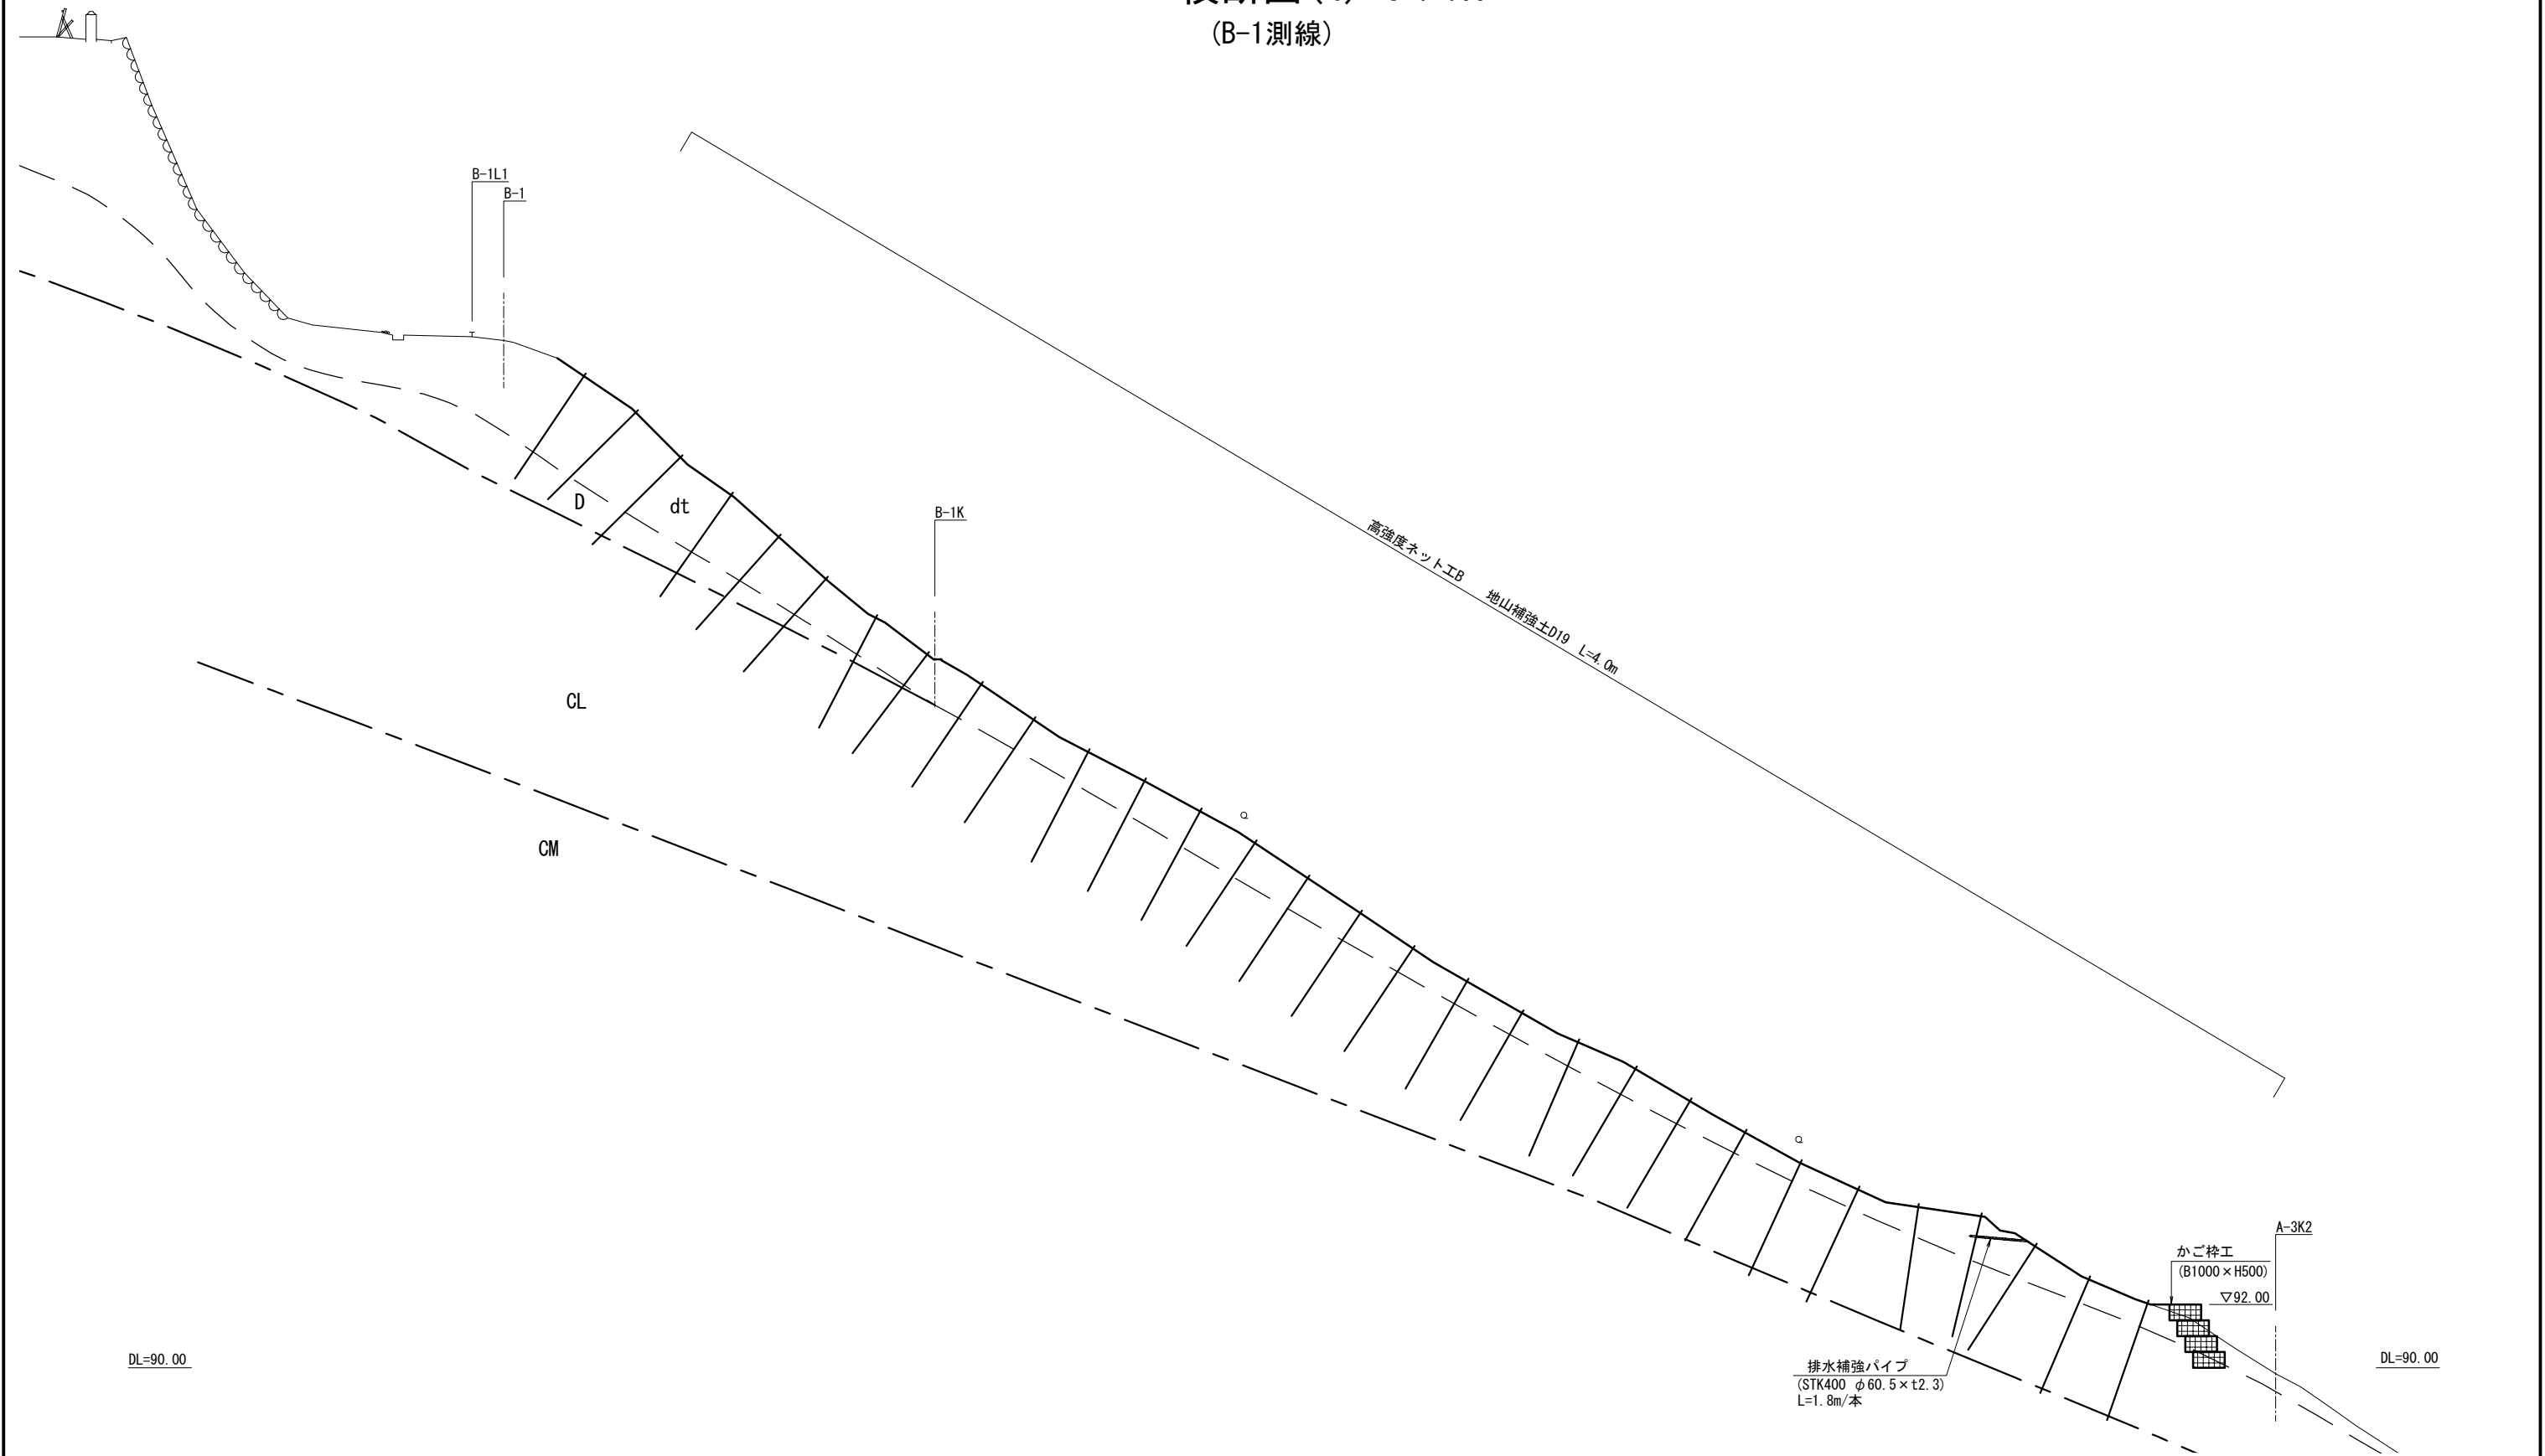 (B-1測線)
B-1L1
B-1
B-1K
D
dt
高強度ネット工B 地山補強土D19 L=4.0m
CL
CM
A-3K2
かご枠工
(B1000×H500)
▽92.00
DL=90.00
DL=90.00
排水補強パイプ
(STK400 φ60.5×t2.3)
L=1.8m/本